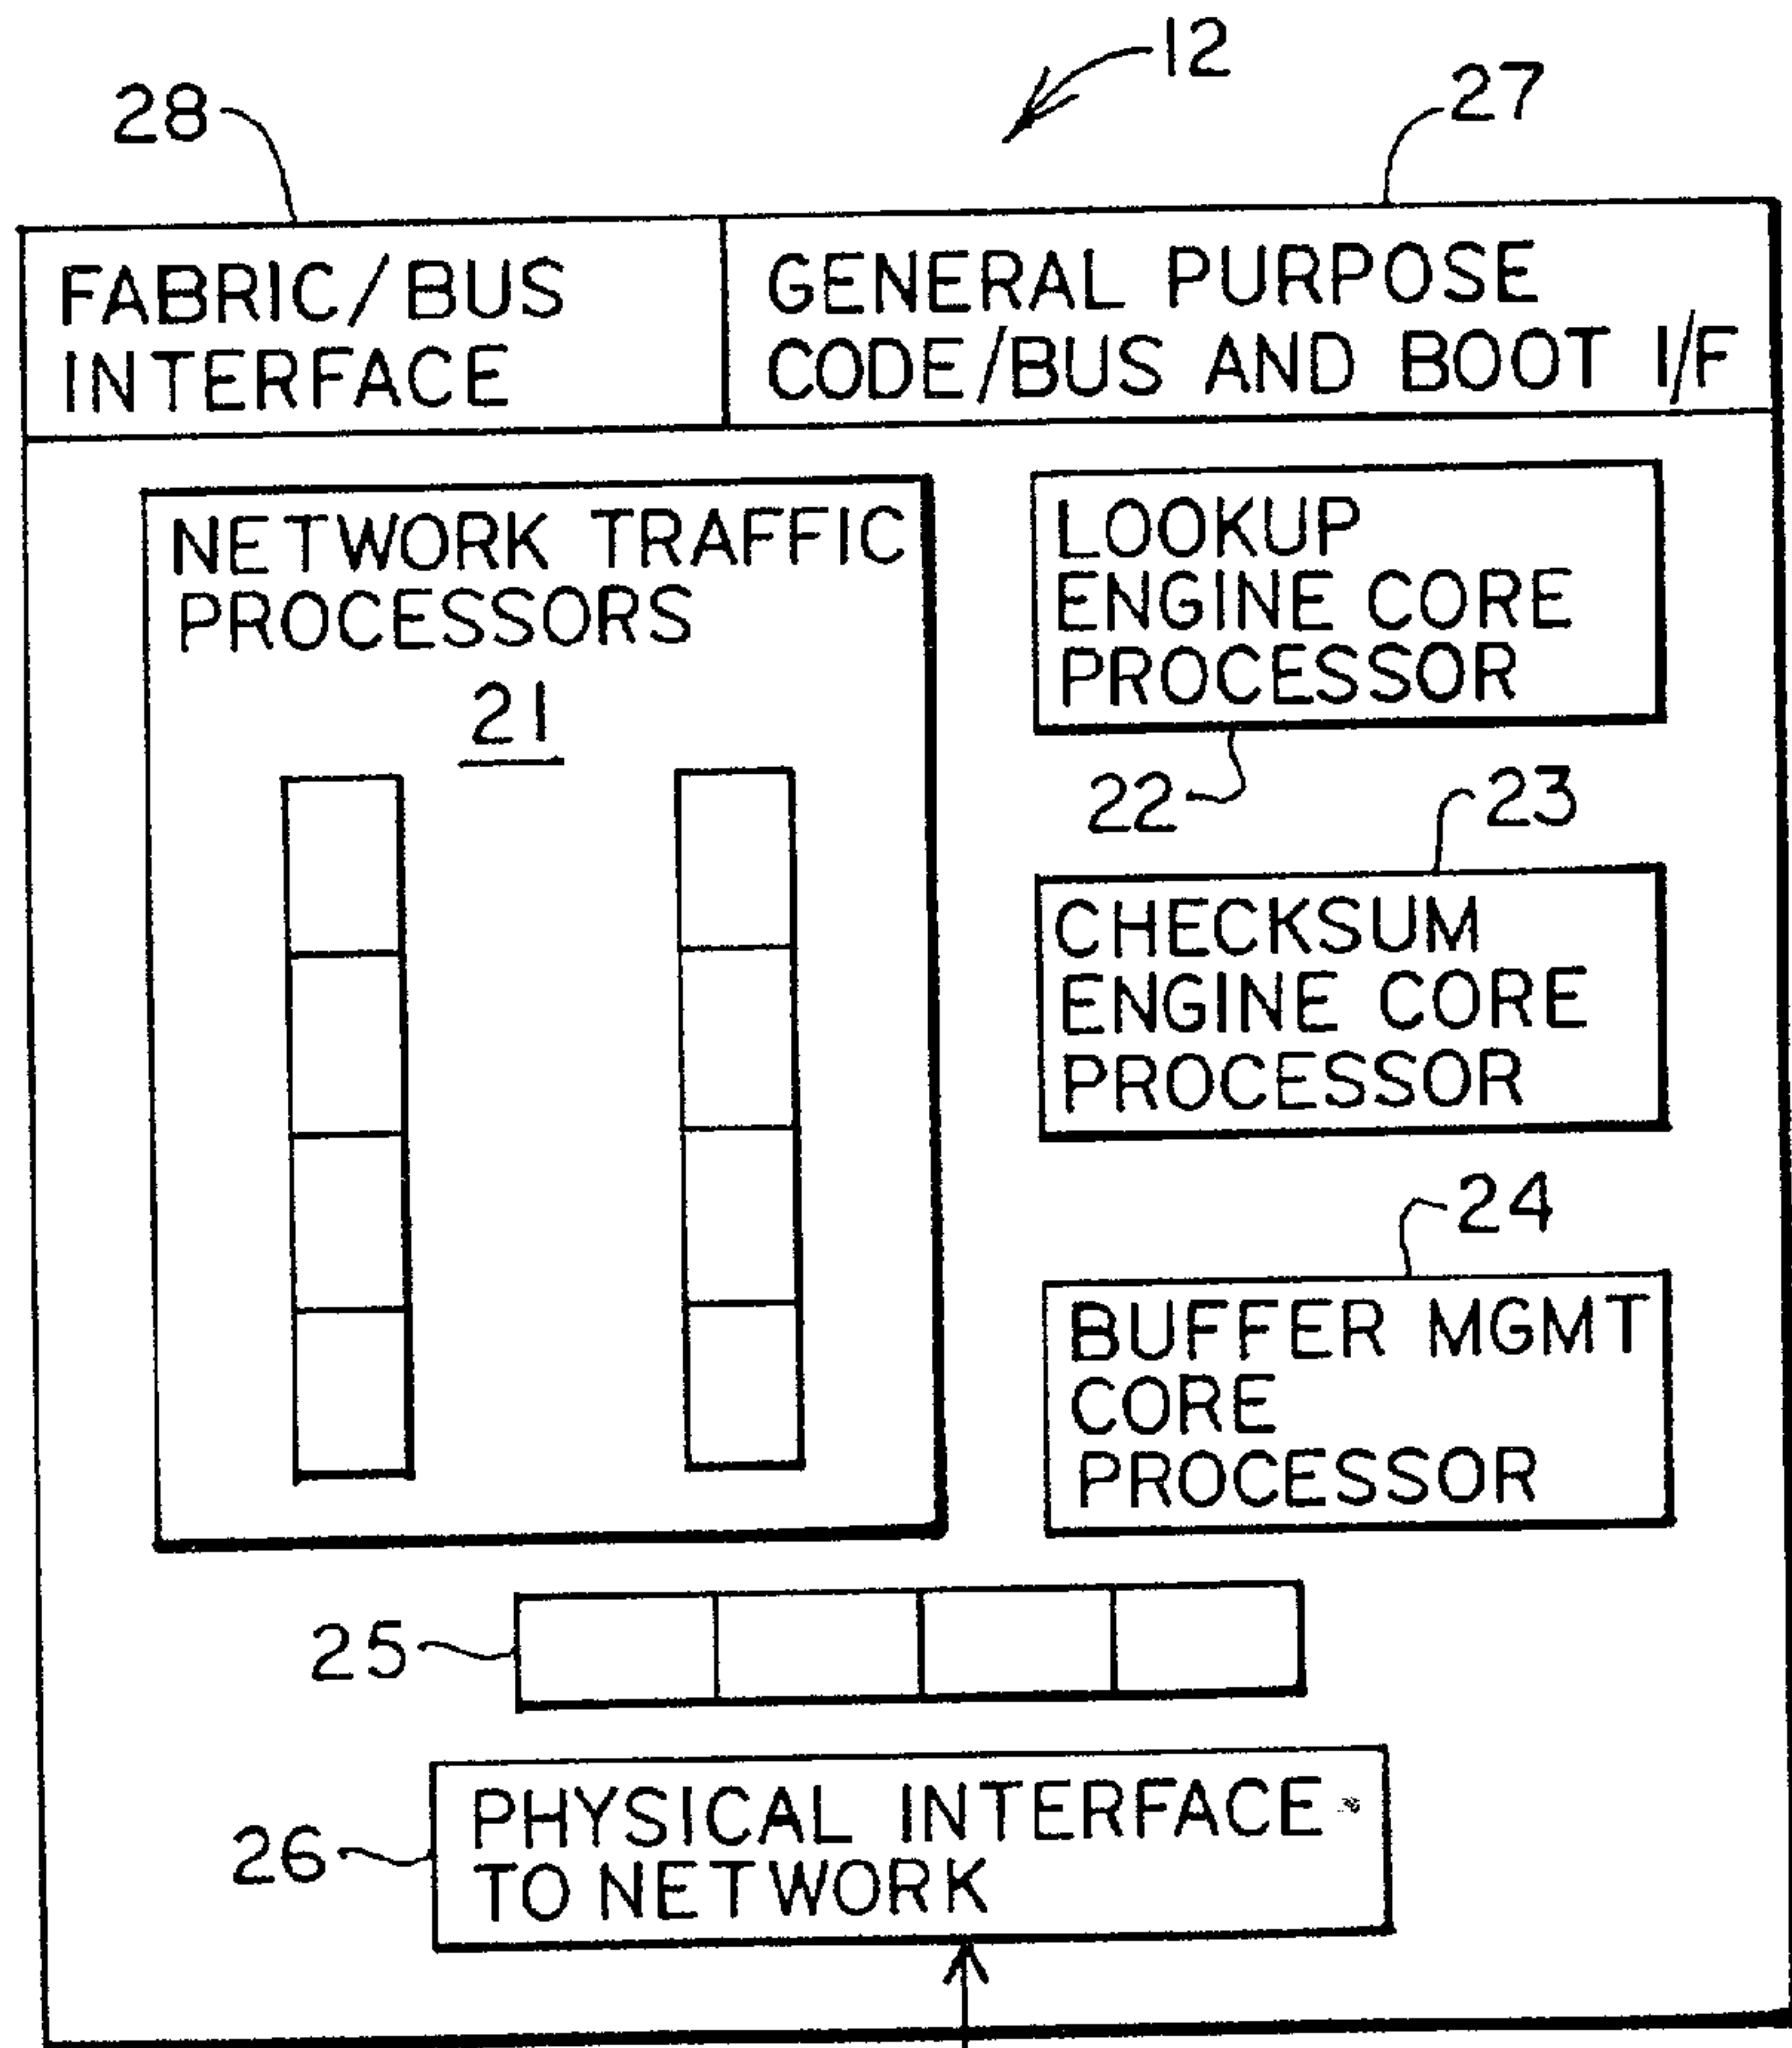 12
28
27
FABRIC/BUS
INTERFACE
GENERAL PURPOSE
CODE/BUS AND BOOT I/F
NETWORK TRAFFIC
PROCESSORS
21
LOOKUP
ENGINE CORE
PROCESSOR
22
23
CHECKSUM
ENGINE CORE
PROCESSOR
24
BUFFER MGMT
CORE
PROCESSOR
25
26
PHYSICAL INTERFACE
TO NETWORK